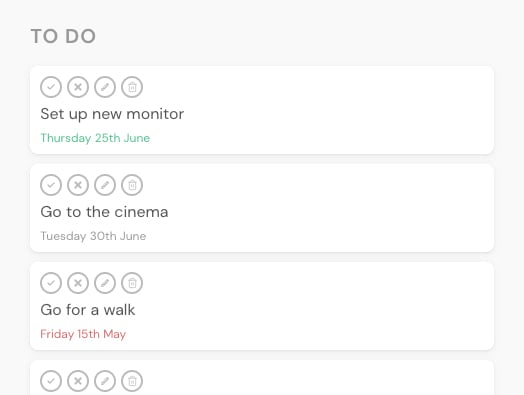 TO DO
Set up new monitor
Thursday 25th June
Go to the cinema
Tuesday 30th June
Go for a walk
Friday 15th May